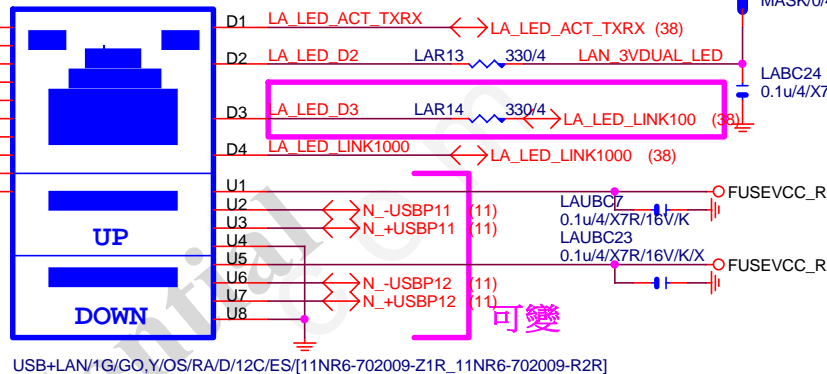 MASK/0/4
D1 LA_LED_ACT_TXRX LA_LED_ACT_TXRX (38)
D2 LA_LED_D2 LAR13 330/4 LAN_3VDUAL_LED
LABC24
0.1u/4/X7
D3 LA_LED_D3 LAR14 330/4 LA_LED_LINK100 (38)
D4 LA_LED_LINK1000 LA_LED_LINK1000 (38)
U1 FUSEVCC_R
U2 N_-USBP11 (11) LAUBC7
0.1u/4/X7R/16V/K
U3 N_+USBP11 (11)
UP
U4 LAUBC23
0.1u/4/X7R/16V/K/X
U5 FUSEVCC_R
U6 N_-USBP12 (11)
U7 N_+USBP12 (11)
DOWN
U8
可變
USB+LAN/1G/GO,Y/OS/RA/D/12C/ES/[11NR6-702009-Z1R_11NR6-702009-R2R]